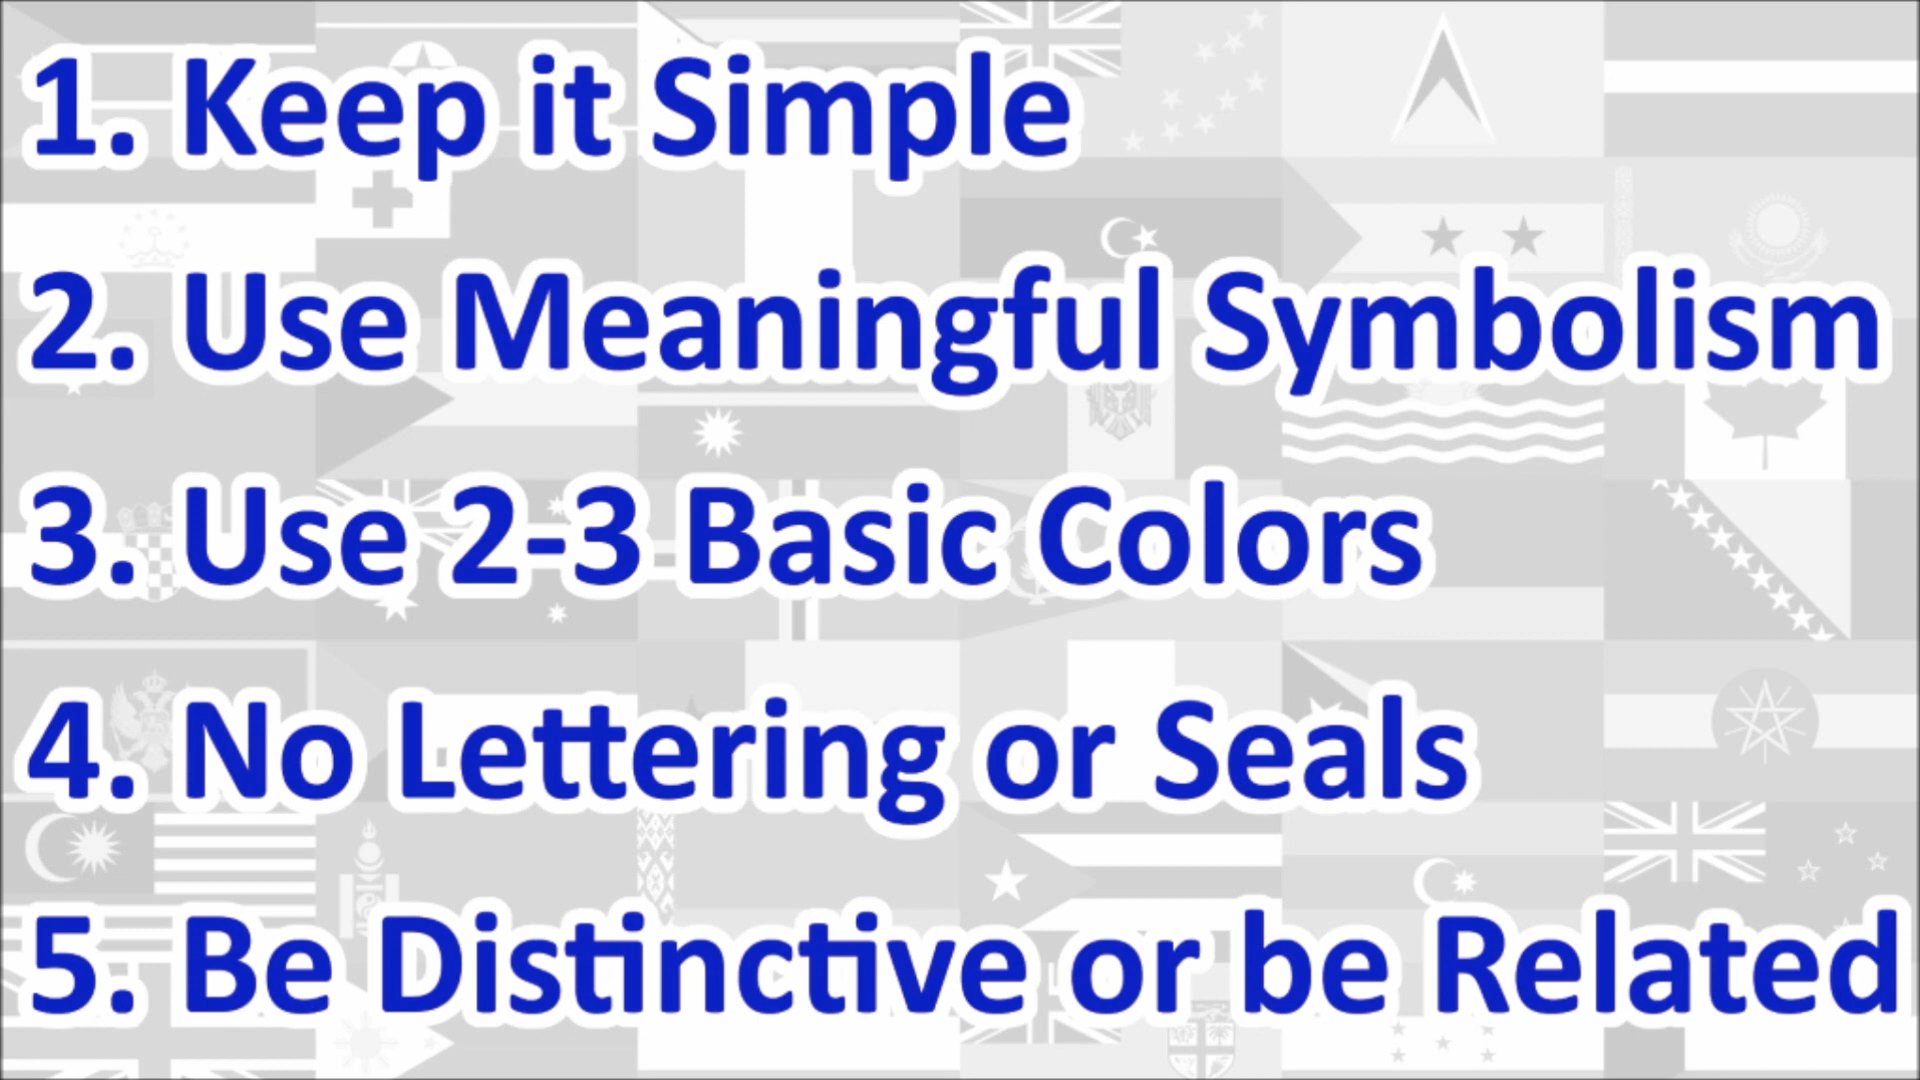 1. Keep it Simple
2. Use Meaningful Symbolism
3. Use 2-3 Basic Colors
4. No Lettering or Seals
5. Be Distinctive or be Related